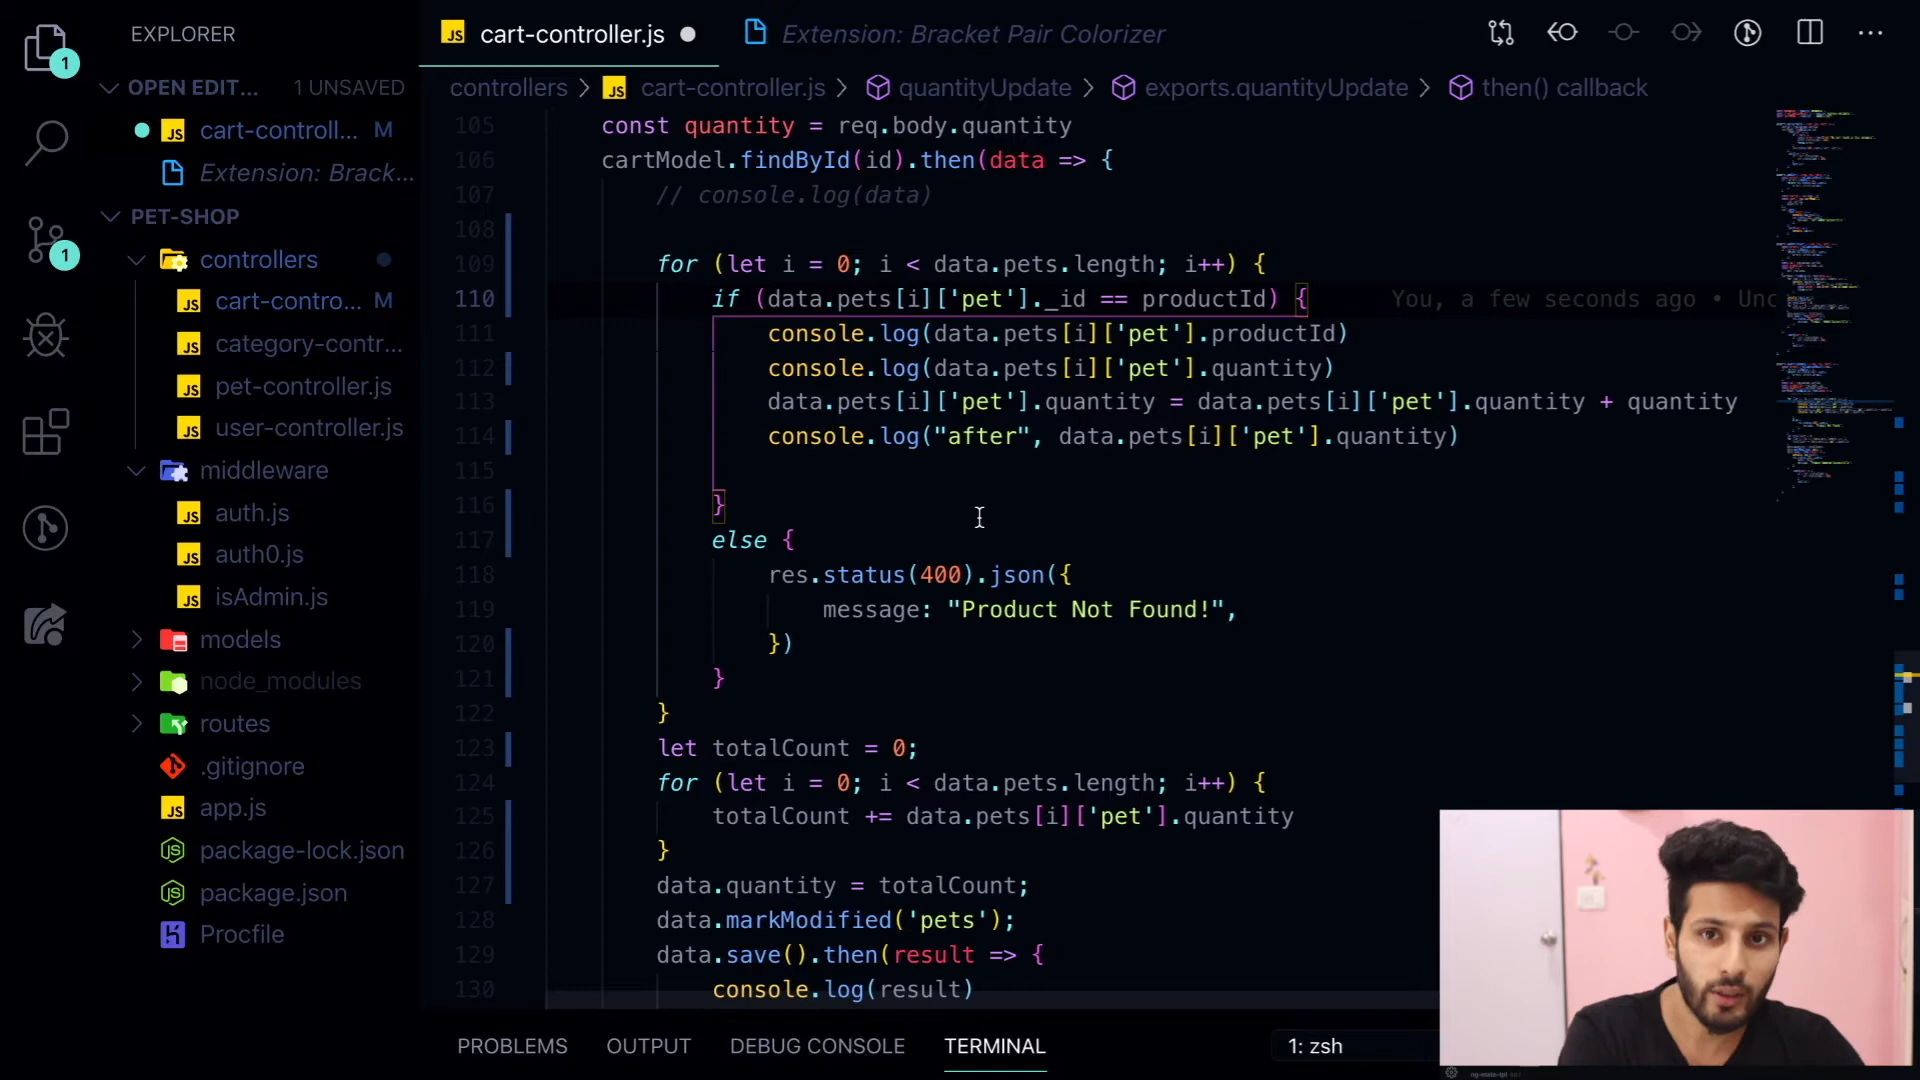 EXPLORER
OPEN EDIT... 1 UNSAVED
cart-controll... M
Extension: Brack...
PET-SHOP
controllers
cart-contro... M
category-contr...
pet-controller.js
user-controller.js
middleware
auth.js
auth0.js
isAdmin.js
models
node_modules
routes
.gitignore
app.js
package-lock.json
package.json
Procfile
1
1
cart-controller.js
Extension: Bracket Pair Colorizer
controllers > cart-controller.js > quantityUpdate > exports.quantityUpdate > then() callback
105 const quantity = req.body.quantity
106 cartModel.findById(id).then(data => {
107 // console.log(data)
108
109 for (let i = 0; i < data.pets.length; i++) {
110 if (data.pets[i]['pet']._id == productId) { You, a few seconds ago • Unc
111 console.log(data.pets[i]['pet'].productId)
112 console.log(data.pets[i]['pet'].quantity)
113 data.pets[i]['pet'].quantity = data.pets[i]['pet'].quantity + quantity
114 console.log("after", data.pets[i]['pet'].quantity)
115
116 }
117 else {
118 res.status(400).json({
119 message: "Product Not Found!",
120 })
121 }
122 }
123 let totalCount = 0;
124 for (let i = 0; i < data.pets.length; i++) {
125 totalCount += data.pets[i]['pet'].quantity
126 }
127 data.quantity = totalCount;
128 data.markModified('pets');
129 data.save().then(result => {
130 console.log(result)
PROBLEMS OUTPUT DEBUG CONSOLE TERMINAL 1: zsh